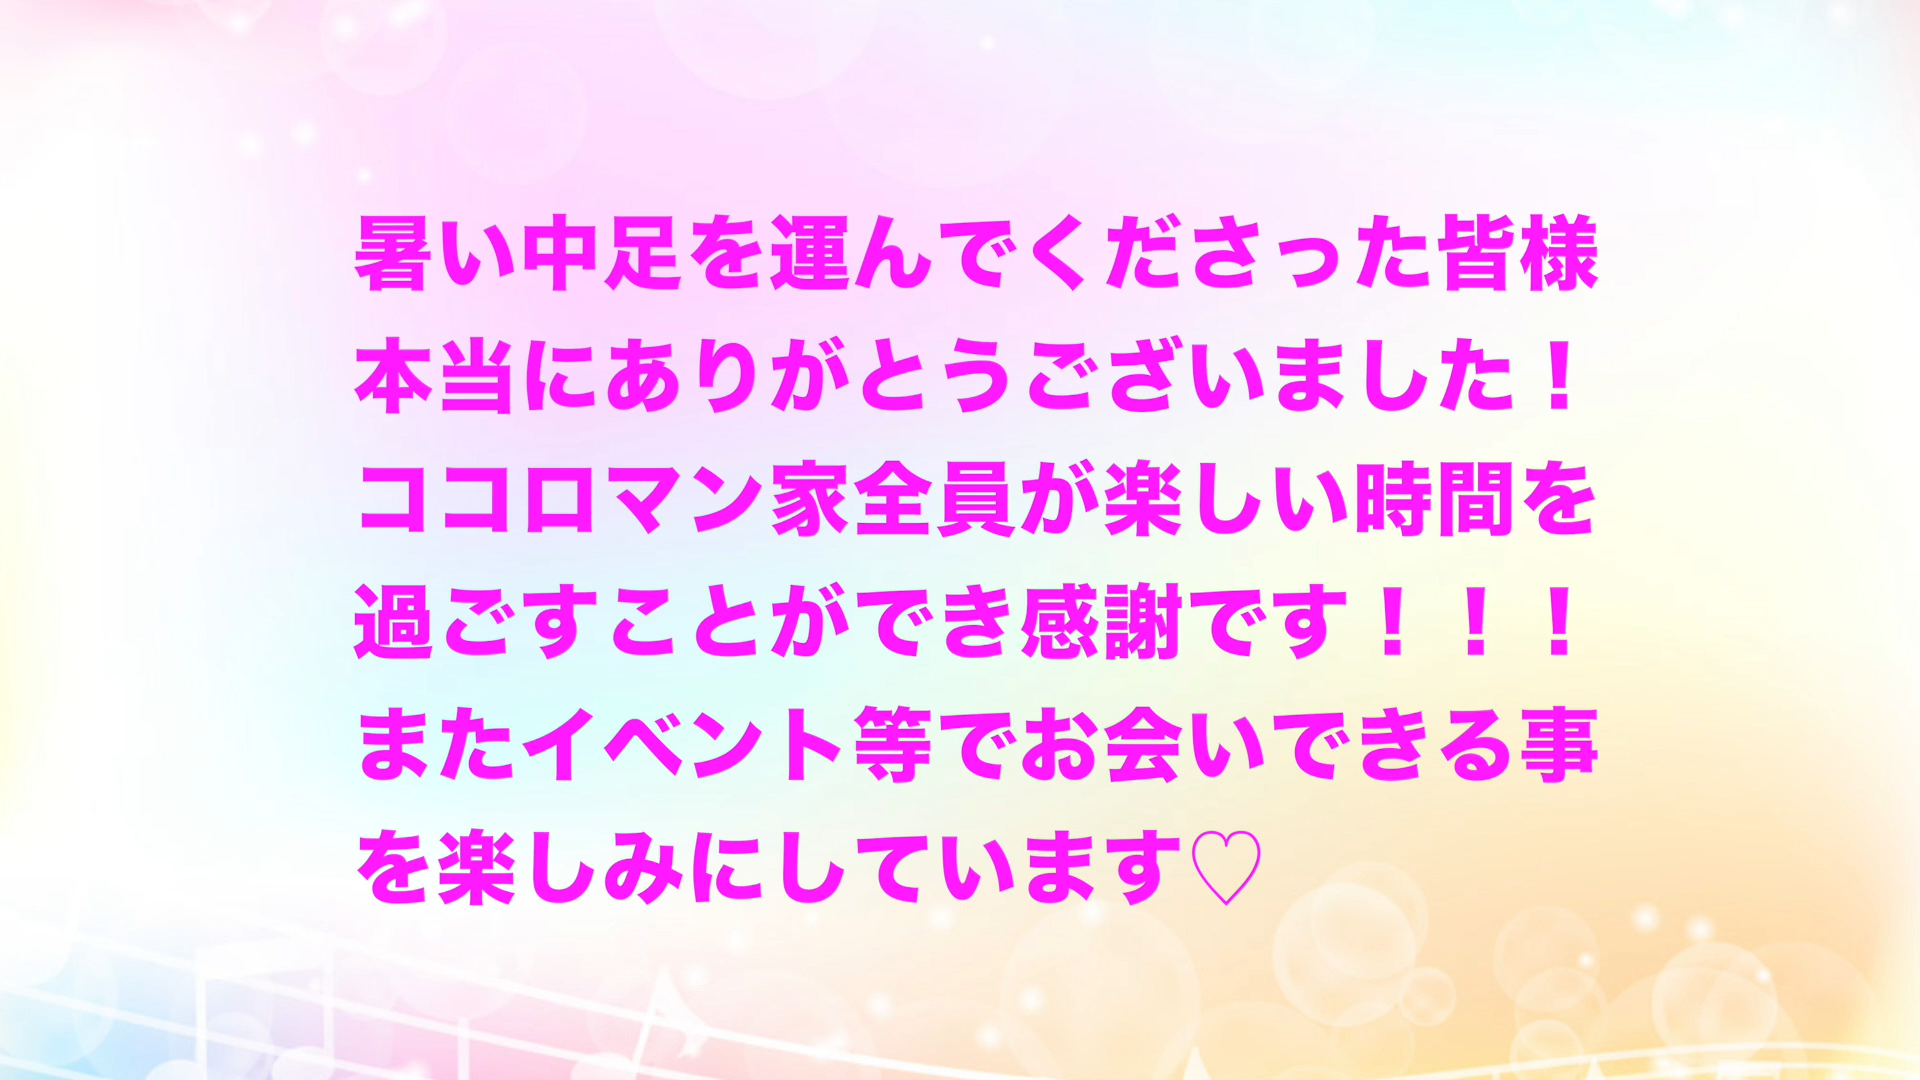 暑い中足を運んでくださった皆様
本当にありがとうございました！
ココロマン家全員が楽しい時間を
過ごすことができ感謝です！！！
またイベント等でお会いできる事
を楽しみにしています♡